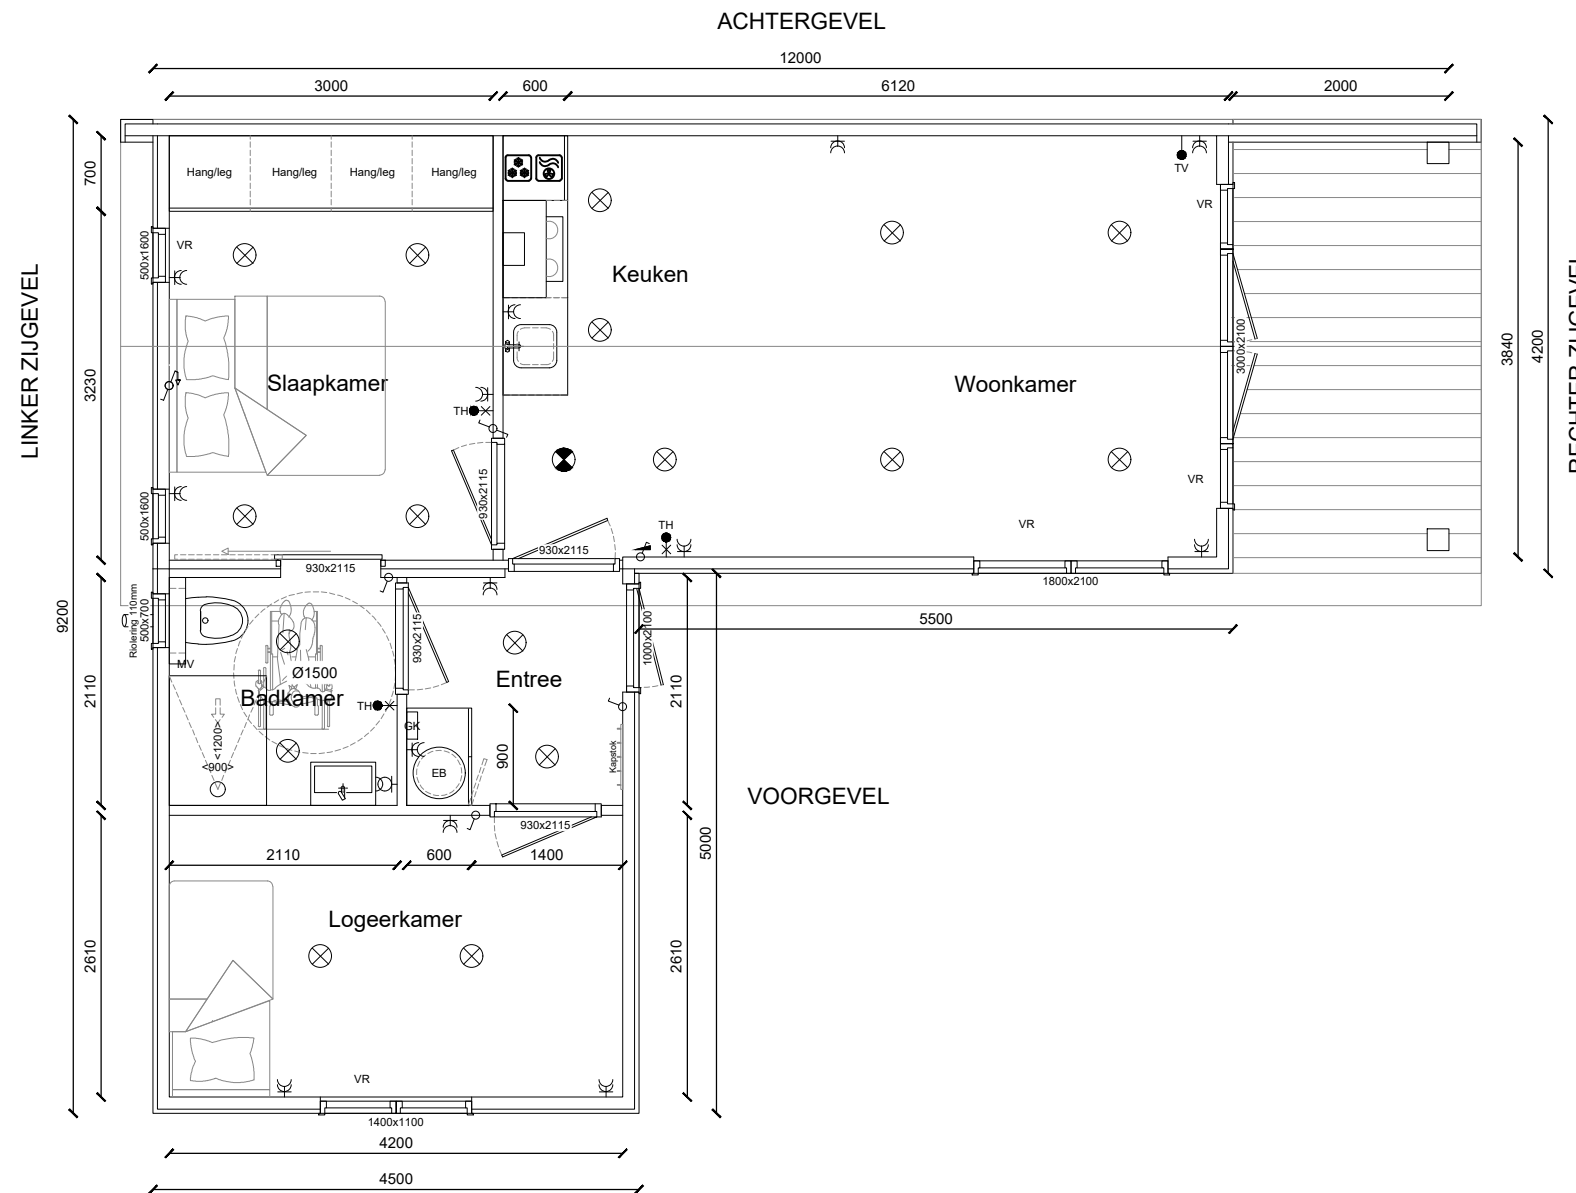 ACHTERGEVEL
12000
3000
600
6120
2000
Hang/leg
Hang/leg
Hang/leg
Hang/leg
TV
VR
VR
700
500x1600
LINKER ZIJGEVEL
Keuken
3000x2100
3840
4200
3230
Slaapkamer
Woonkamer
TH
930x2115
VR
500x1600
VR
TH
930x2115
930x2115
1800x2100
9200
Riolering 110mm
500x700
930x2115
1000x2100
5500
MV
Ø1500
Badkamer
Entree
2110
2110
TH
GK
<1200>
<900>
900
Kapstok
EB
VOORGEVEL
930x2115
5000
2110
600
1400
Logeerkamer
2610
2610
VR
1400x1100
4200
4500